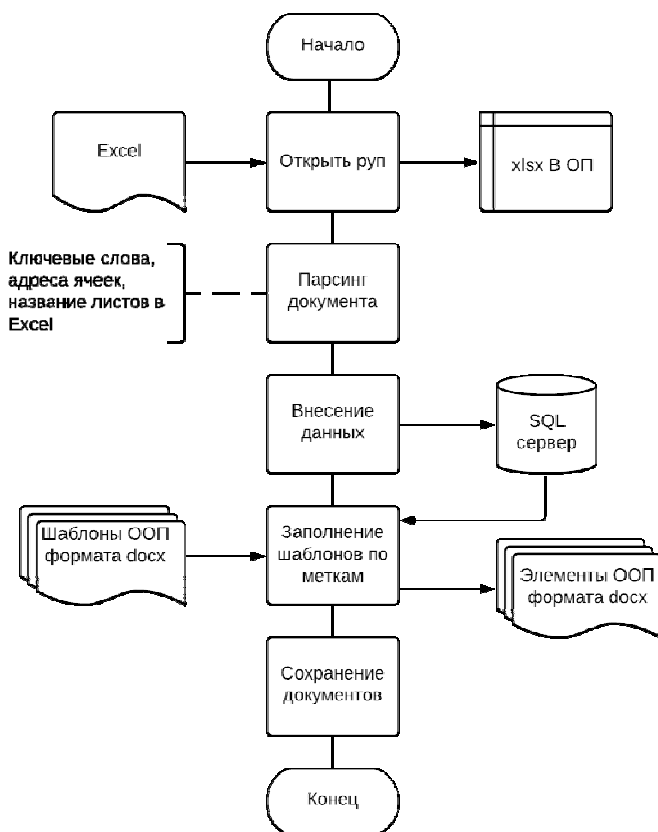 Начало
Excel
Открыть руп
xlsx В ОП
Ключевые слова,
адреса ячеек,
название листов в
Excel
Парсинг
документа
Внесение
данных
SQL
сервер
Шаблоны ООП
формата docx
Заполнение
шаблонов по
меткам
Элементы ООП
формата docx
Сохранение
документов
Конец